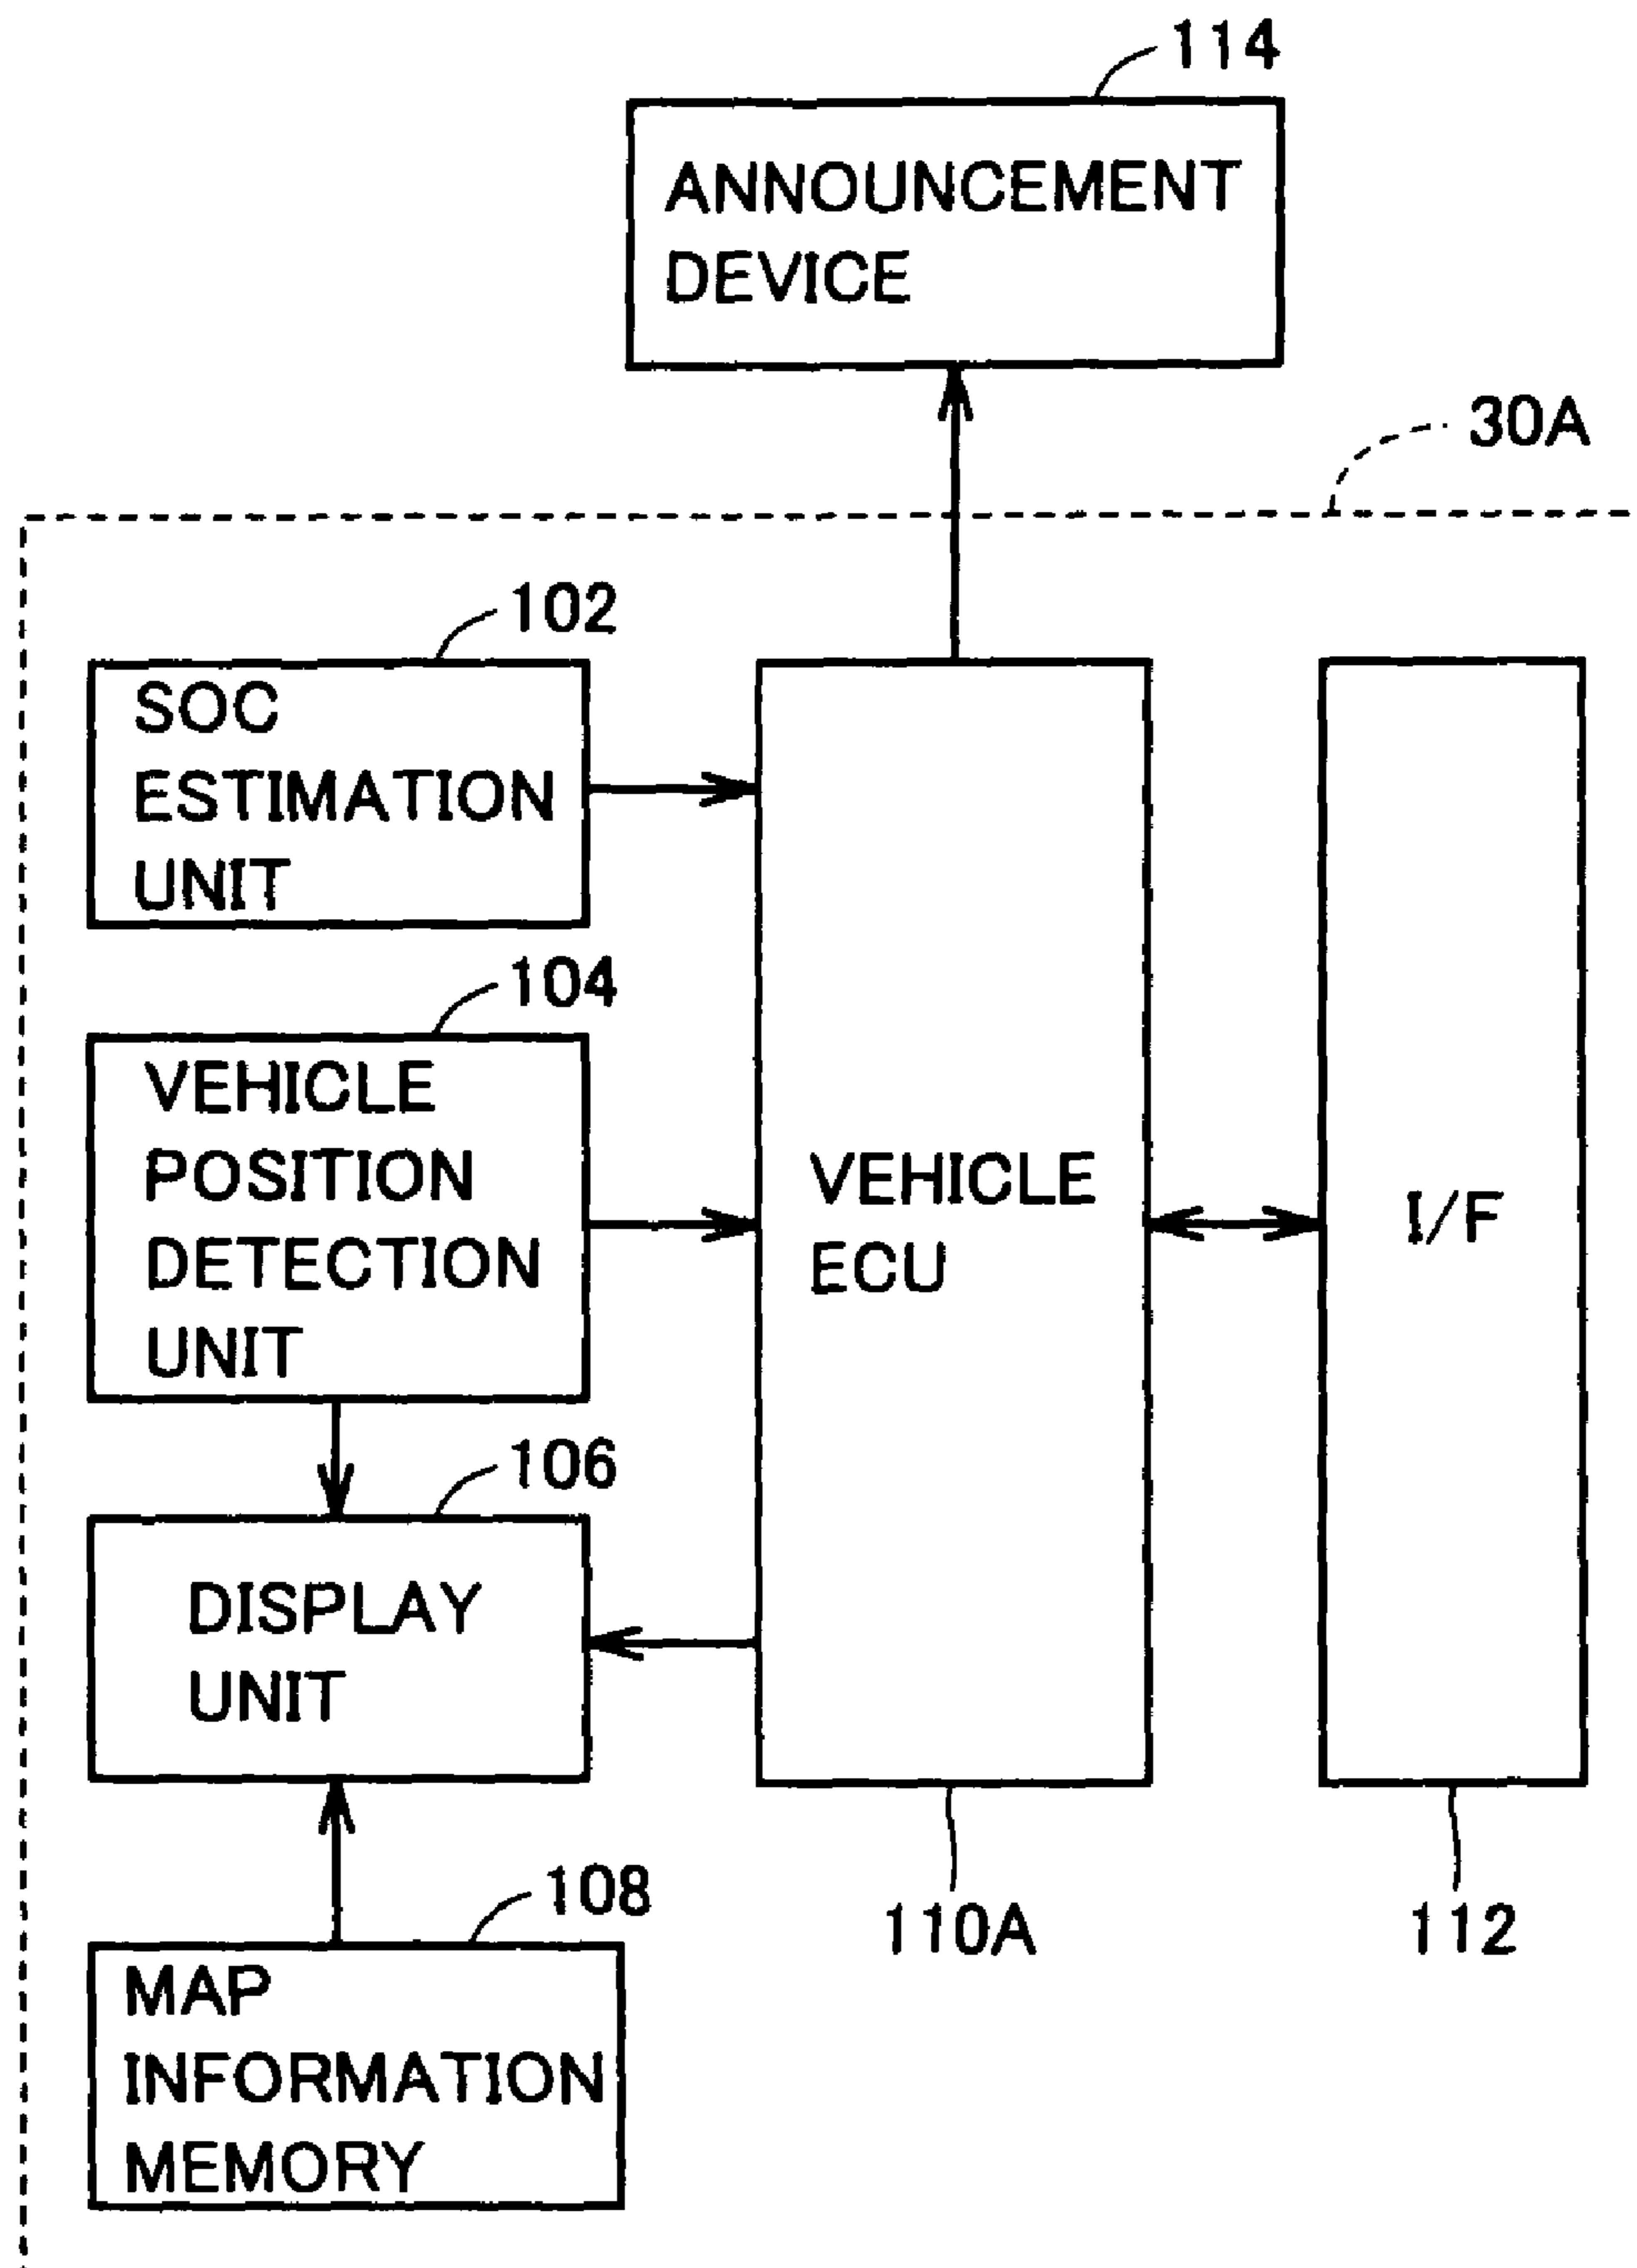 114
ANNOUNCEMENT
DEVICE
30A
102
SOC
ESTIMATION
UNIT
104
VEHICLE
POSITION
DETECTION
UNIT
VEHICLE
ECU
I/F
106
DISPLAY
UNIT
108
110A
112
MAP
INFORMATION
MEMORY